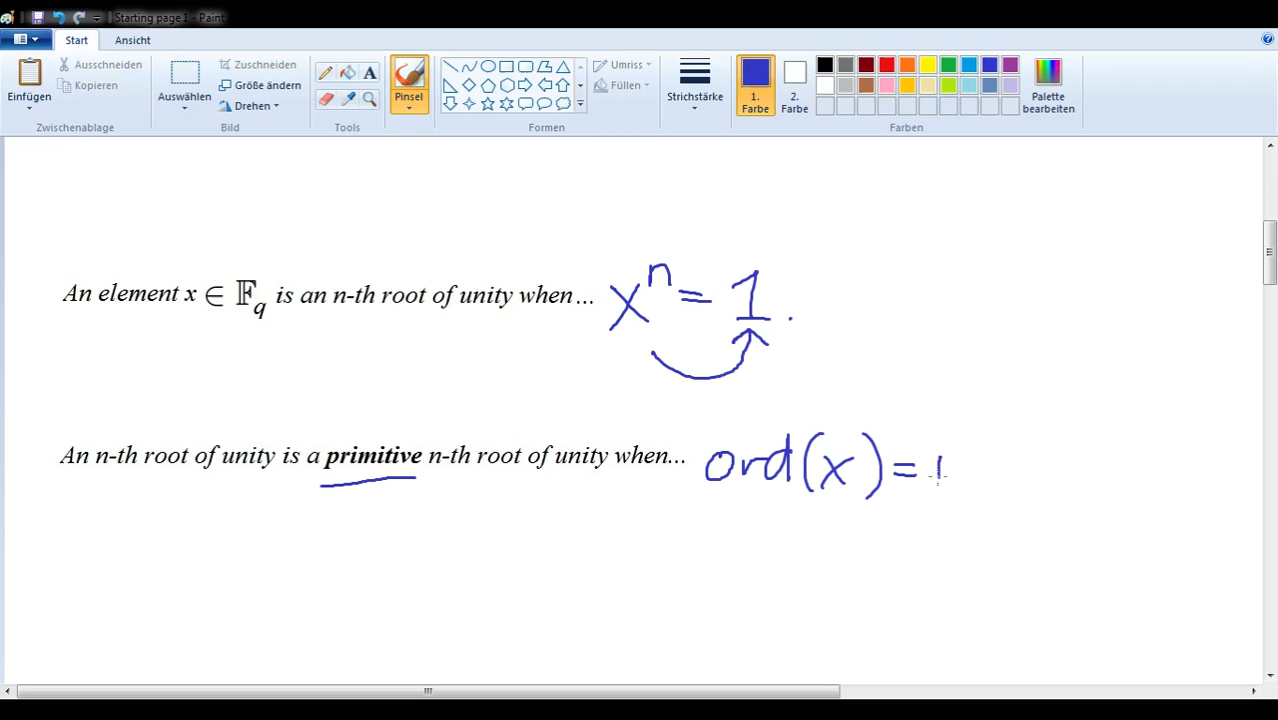 Starting page 1 - Paint
Start Ansicht
Einfügen
Ausschneiden
Kopieren
Zwischenablage
Auswählen
Zuschneiden
Größe ändern
Drehen
Bild
A
Tools
Pinsel
Umriss
Füllen
Formen
Strichstärke
1.
Farbe
2.
Farbe
Palette
bearbeiten
Farben
An element x ∈ 𝔽_q is an n-th root of unity when... x^n = 1.
An n-th root of unity is a primitive n-th root of unity when... ord(x) =